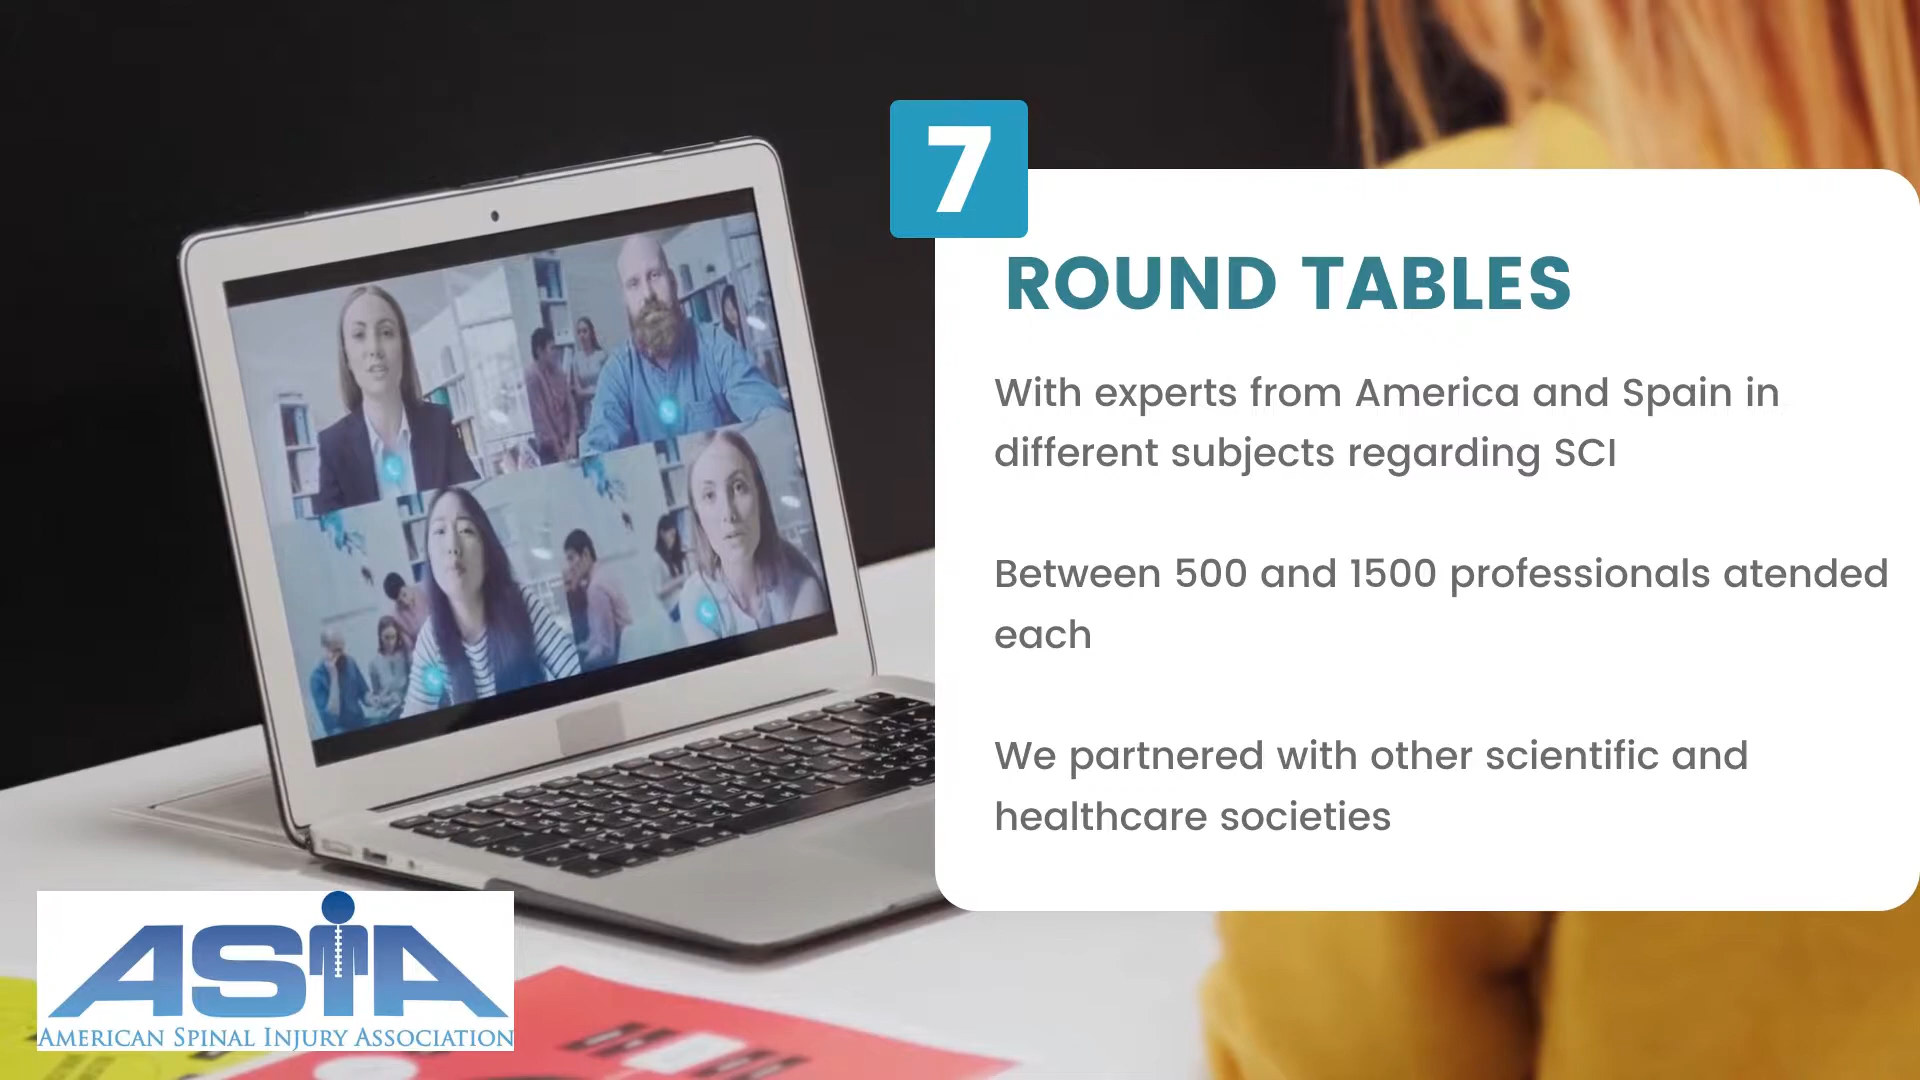 7
ROUND TABLES
With experts from America and Spain in
different subjects regarding SCI
Between 500 and 1500 professionals atended
each
We partnered with other scientific and
healthcare societies
ASiA
AMERICAN SPINAL INJURY ASSOCIATION